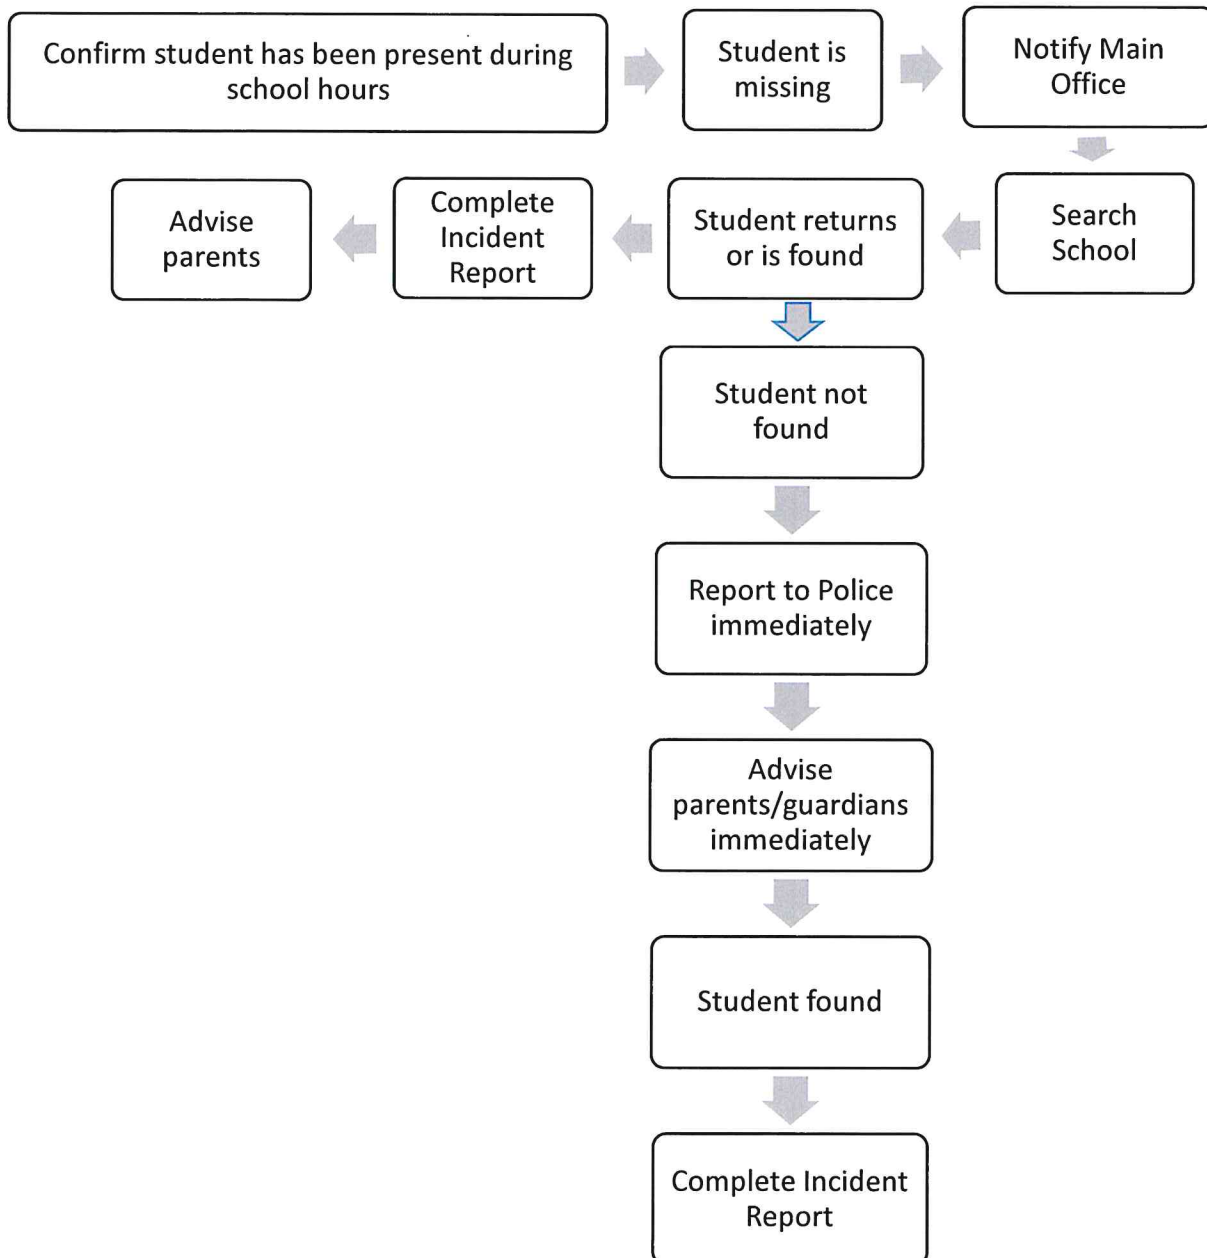 Confirm student has been present during
school hours
Student is
missing
Notify Main
Office
Search
School
Student returns
or is found
Complete
Incident
Report
Advise
parents
Student not
found
Report to Police
immediately
Advise
parents/guardians
immediately
Student found
Complete Incident
Report